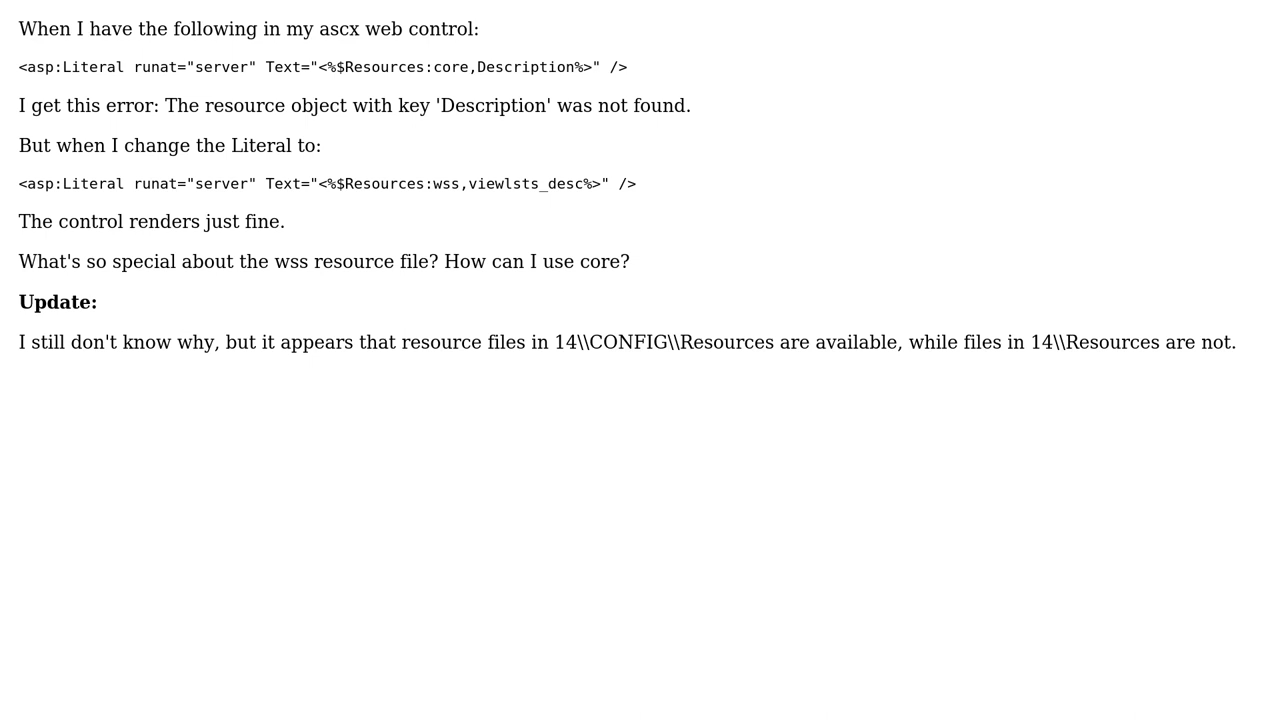 When I have the following in my ascx web control:
<asp:Literal runat="server" Text="<%$Resources:core,Description%>" />
I get this error: The resource object with key 'Description' was not found.
But when I change the Literal to:
<asp:Literal runat="server" Text="<%$Resources:wss,viewlsts_desc%>" />
The control renders just fine.
What's so special about the wss resource file? How can I use core?
Update:
I still don't know why, but it appears that resource files in 14\\CONFIG\\Resources are available, while files in 14\\Resources are not.